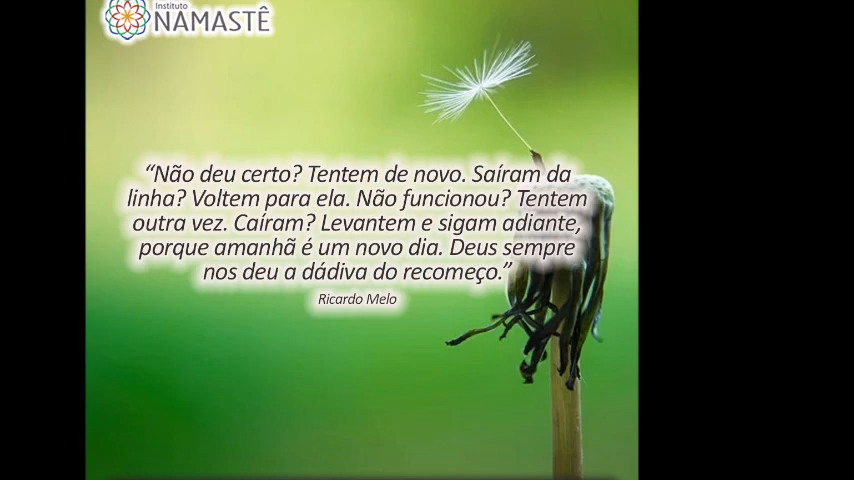 Instituto
NAMASTÊ
“Não deu certo? Tentem de novo. Saíram da
linha? Voltem para ela. Não funcionou? Tentem
outra vez. Caíram? Levantem e sigam adiante,
porque amanhã é um novo dia. Deus sempre
nos deu a dádiva do recomeço.”
Ricardo Melo